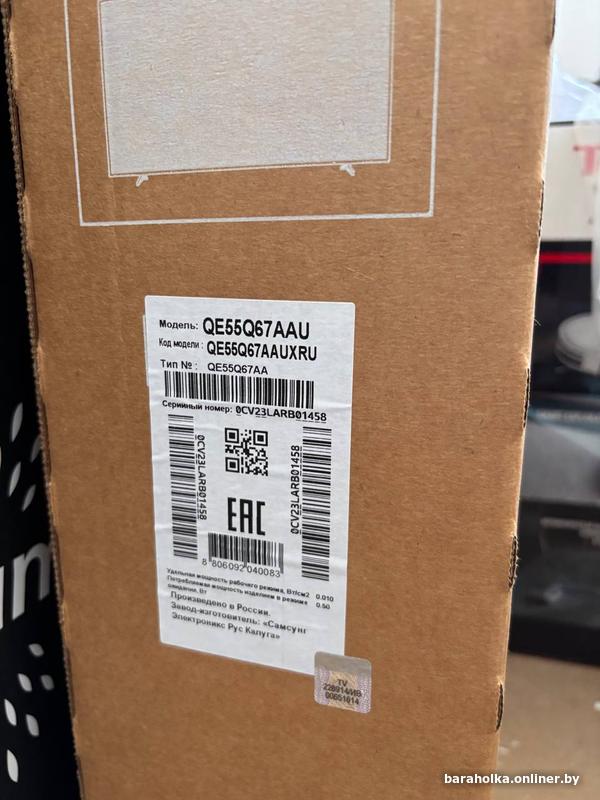 Модель: QE55Q67AAU
Код модели: QE55Q67AAUXRU
Тип №: QE55Q67AA
Серийный номер: 0CV23LARB01458
0CV23LARB01458
0CV23LARB01458
EAC
8 806092 040083
Удельная мощность рабочего режима, Вт/см2 0.010
Потребляемая мощность изделием в режиме
ожидания, Вт 0.50
Произведено в России.
Завод-изготовитель: «Самсунг
Электроникс Рус Калуга»
TV
00651614
baraholka.onliner.by